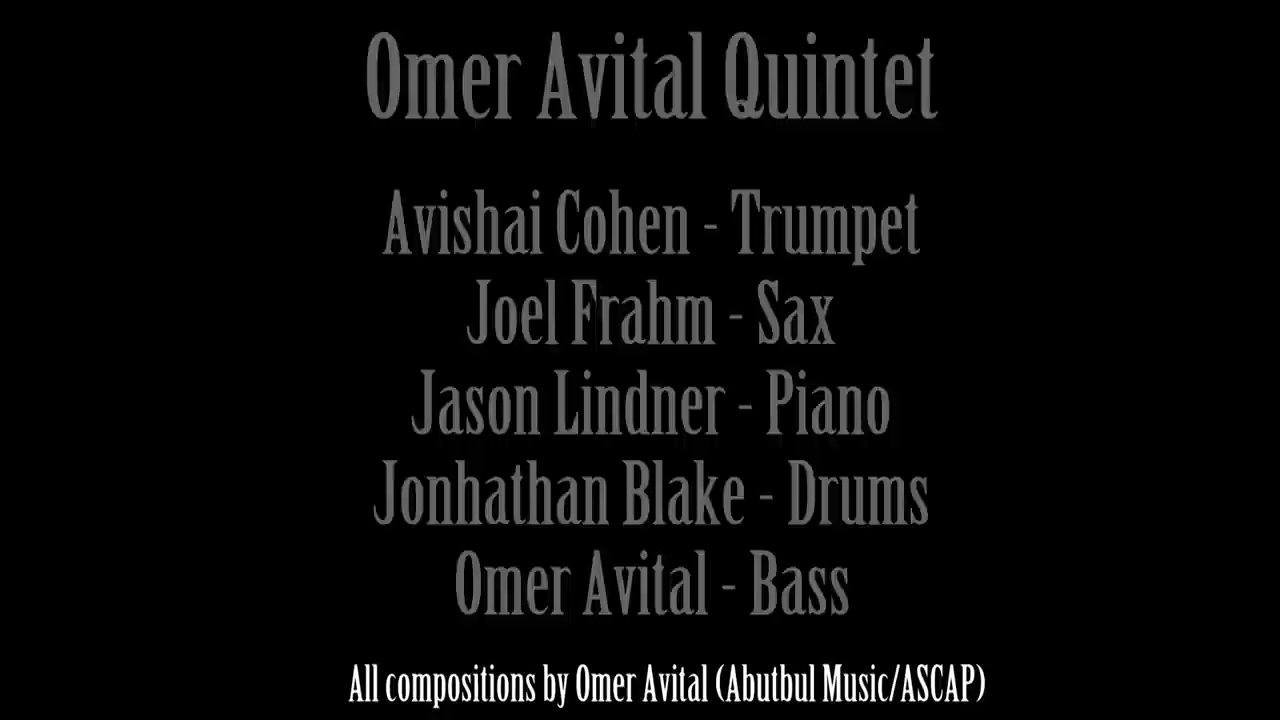 Omer Avital Quintet
Avishai Cohen - Trumpet
Joel Frahm - Sax
Jason Lindner - Piano
Jonhathan Blake - Drums
Omer Avital - Bass
All compositions by Omer Avital (Abutbul Music/ASCAP)